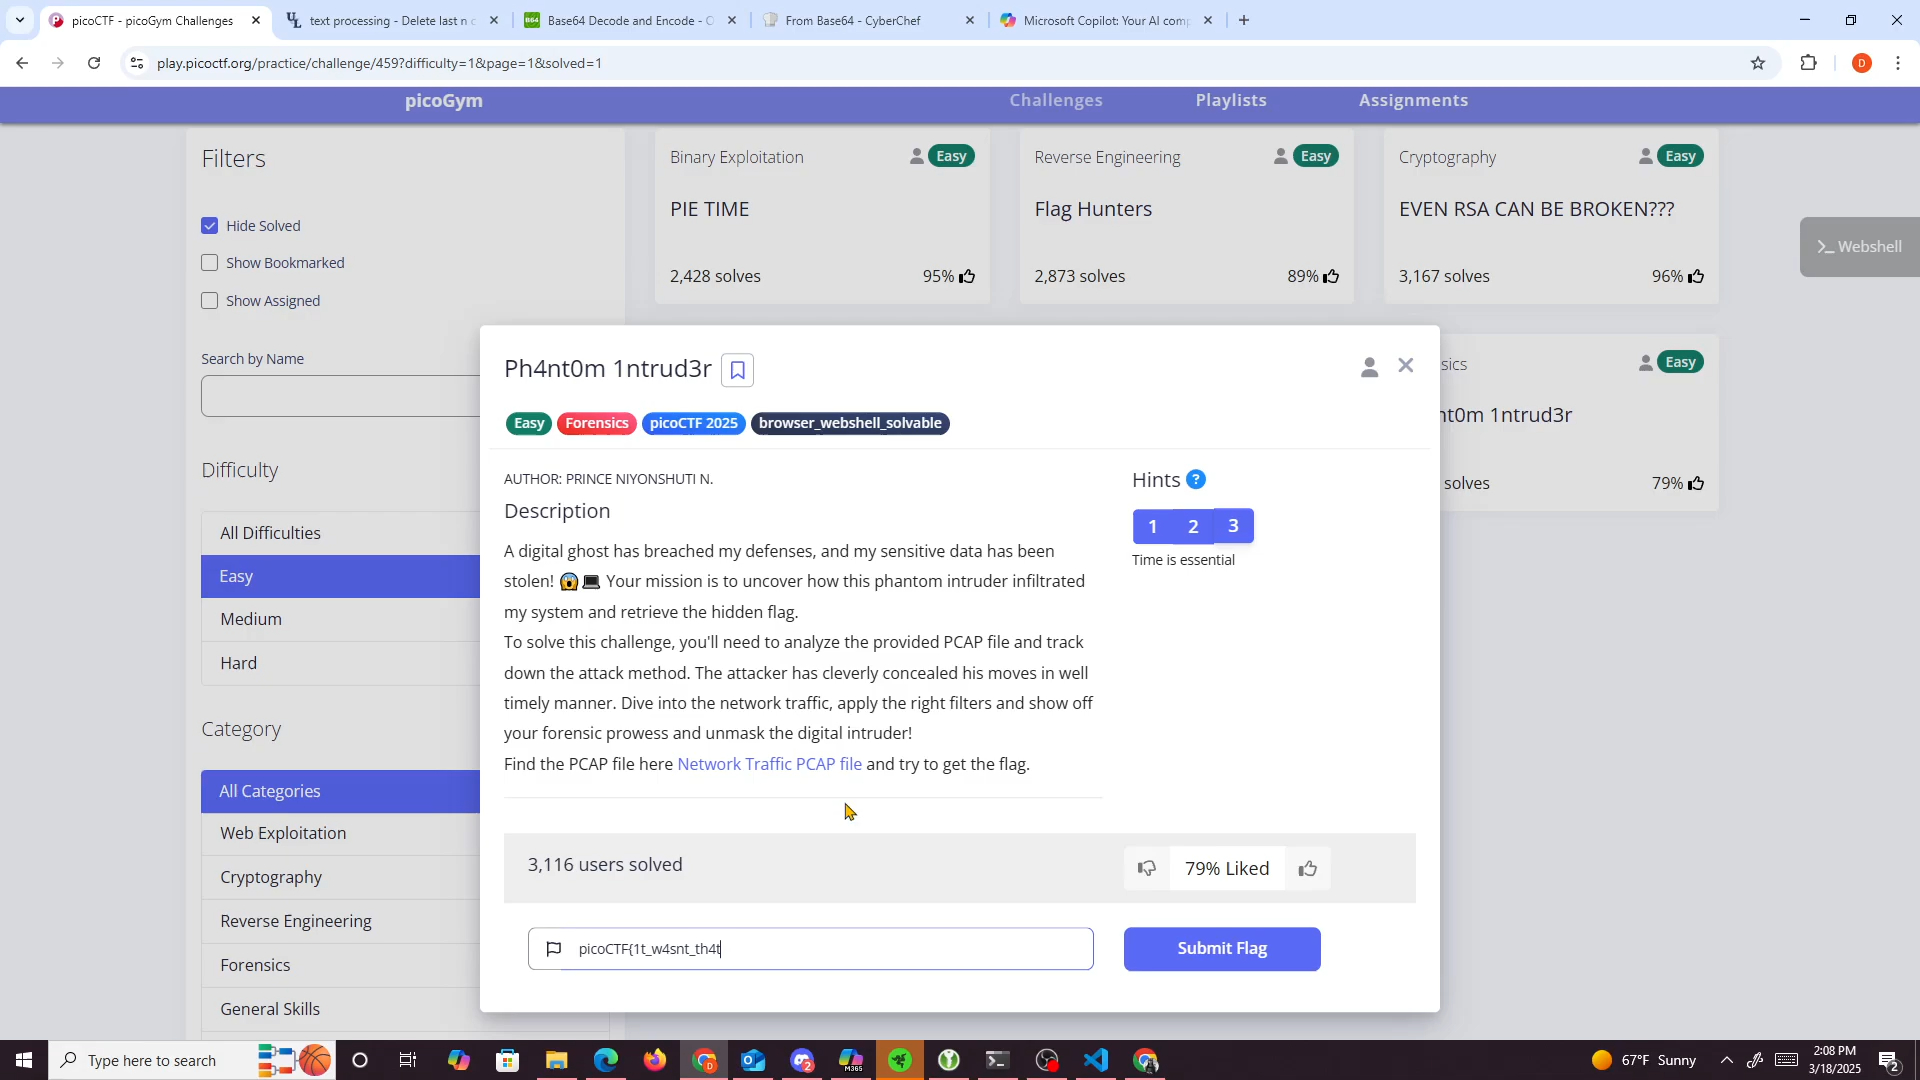 picoCTF - picoGym Challenges
text processing - Delete last n c
B64
Base64 Decode and Encode - O
From Base64 - CyberChef
Microsoft Copilot: Your AI comp
play.picoctf.org/practice/challenge/459?difficulty=1&page=1&solved=1
D
picoGym
Challenges
Playlists
Assignments
Filters
Hide Solved
Show Bookmarked
Show Assigned
Search by Name
Difficulty
All Difficulties
Easy
Medium
Hard
Category
All Categories
Web Exploitation
Cryptography
Reverse Engineering
Forensics
General Skills
Binary Exploitation
Easy
PIE TIME
2,428 solves
95%
Reverse Engineering
Easy
Flag Hunters
2,873 solves
89%
Cryptography
Easy
EVEN RSA CAN BE BROKEN???
3,167 solves
96%
Easy
nt0m 1ntrud3r
solves
79%
Webshell
Ph4nt0m 1ntrud3r
Easy
Forensics
picoCTF 2025
browser_webshell_solvable
AUTHOR: PRINCE NIYONSHUTI N.
Description
A digital ghost has breached my defenses, and my sensitive data has been
stolen! 😱💻 Your mission is to uncover how this phantom intruder infiltrated
my system and retrieve the hidden flag.
To solve this challenge, you'll need to analyze the provided PCAP file and track
down the attack method. The attacker has cleverly concealed his moves in well
timely manner. Dive into the network traffic, apply the right filters and show off
your forensic prowess and unmask the digital intruder!
Find the PCAP file here Network Traffic PCAP file and try to get the flag.
Hints ?
1 2 3
Time is essential
3,116 users solved
79% Liked
picoCTF{1t_w4snt_th4t
Submit Flag
Type here to search
67°F Sunny
2:08 PM
3/18/2025
2